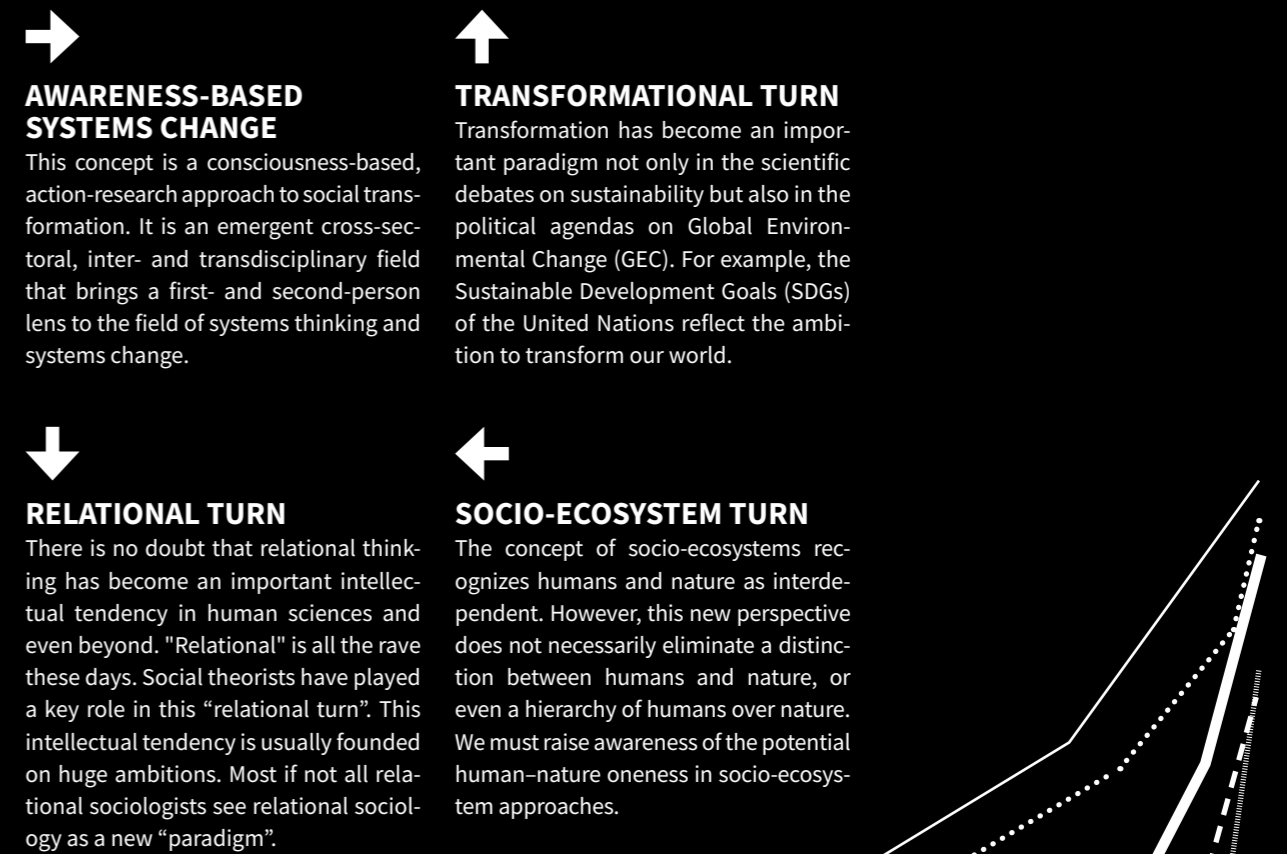 AWARENESS-BASED
SYSTEMS CHANGE
This concept is a consciousness-based,
action-research approach to social trans-
formation. It is an emergent cross-sec-
toral, inter- and transdisciplinary field
that brings a first- and second-person
lens to the field of systems thinking and
systems change.
TRANSFORMATIONAL TURN
Transformation has become an impor-
tant paradigm not only in the scientific
debates on sustainability but also in the
political agendas on Global Environ-
mental Change (GEC). For example, the
Sustainable Development Goals (SDGs)
of the United Nations reflect the ambi-
tion to transform our world.
RELATIONAL TURN
There is no doubt that relational think-
ing has become an important intellec-
tual tendency in human sciences and
even beyond. "Relational" is all the rave
these days. Social theorists have played
a key role in this “relational turn”. This
intellectual tendency is usually founded
on huge ambitions. Most if not all rela-
tional sociologists see relational sociol-
ogy as a new “paradigm”.
SOCIO-ECOSYSTEM TURN
The concept of socio-ecosystems rec-
ognizes humans and nature as interde-
pendent. However, this new perspective
does not necessarily eliminate a distinc-
tion between humans and nature, or
even a hierarchy of humans over nature.
We must raise awareness of the potential
human–nature oneness in socio-ecosys-
tem approaches.